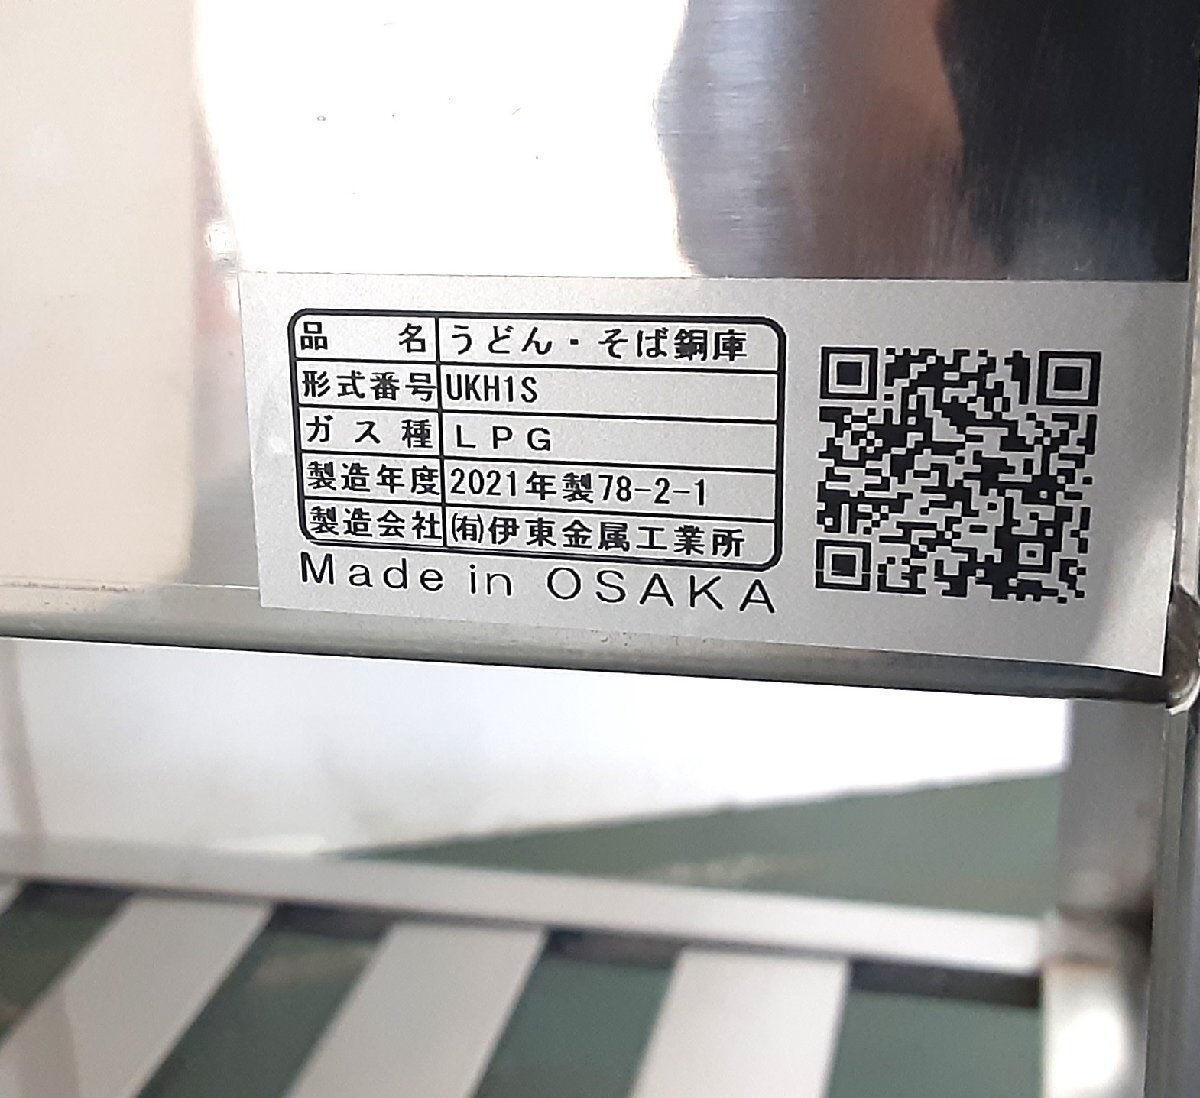 品名 うどん・そば銅庫
形式番号 UKH1S
ガス種 LPG
製造年度 2021年製78-2-1
製造会社 ㈲伊東金属工業所
Made in OSAKA